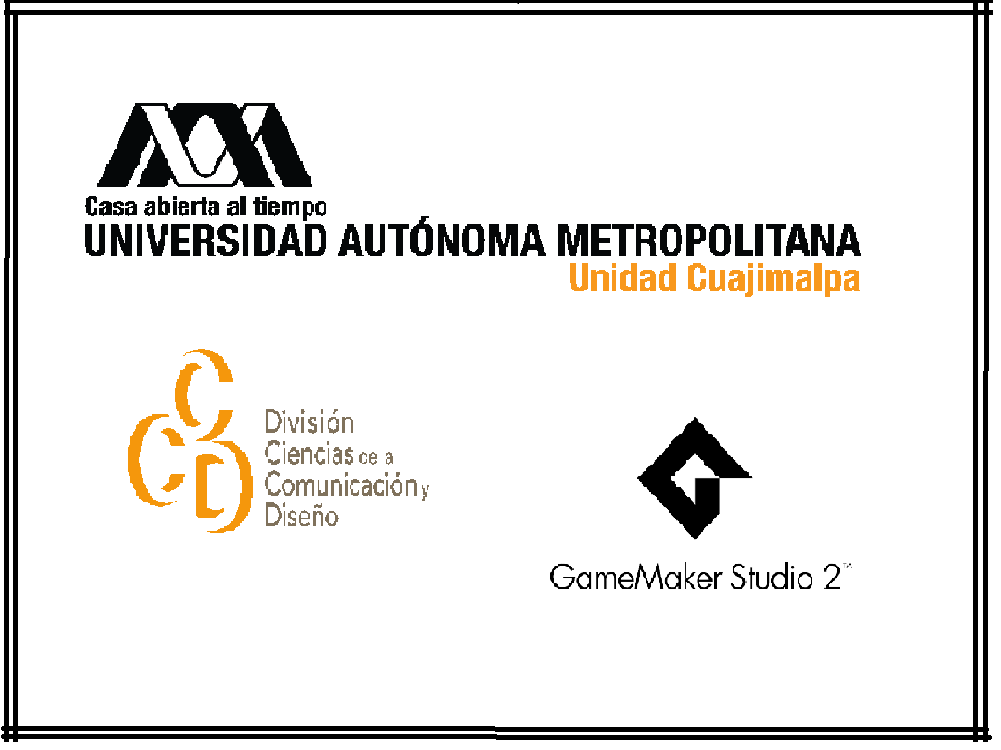 Casa abierta al tiempo
UNIVERSIDAD AUTÓNOMA METROPOLITANA
Unidad Cuajimalpa
CCD
División
Ciencias de la
Comunicación y
Diseño
GameMaker Studio 2™